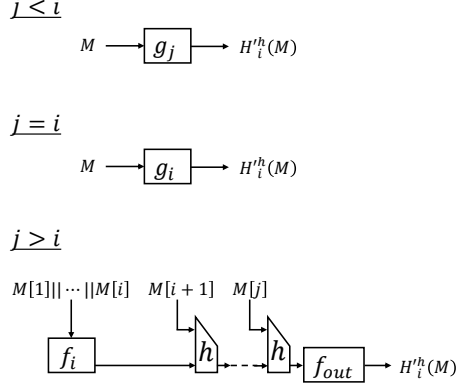 j < i
M g_j H'^h_i(M)
j = i
M g_i H'^h_i(M)
j > i
M[1]|| ⋯ ||M[i] M[i + 1] M[j]
f_i h h f_out H'^h_i(M)